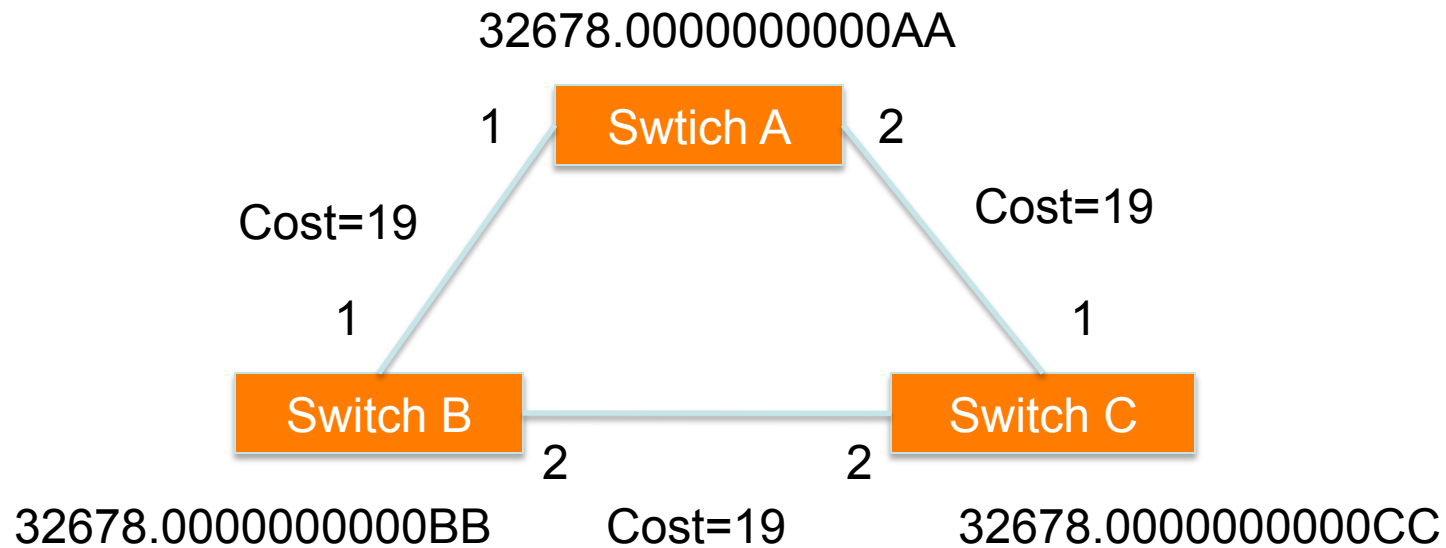 32678.0000000000AA
1
Swtich A
2
Cost=19
Cost=19
1
1
Switch B
Switch C
2
2
32678.0000000000BB
Cost=19
32678.0000000000CC